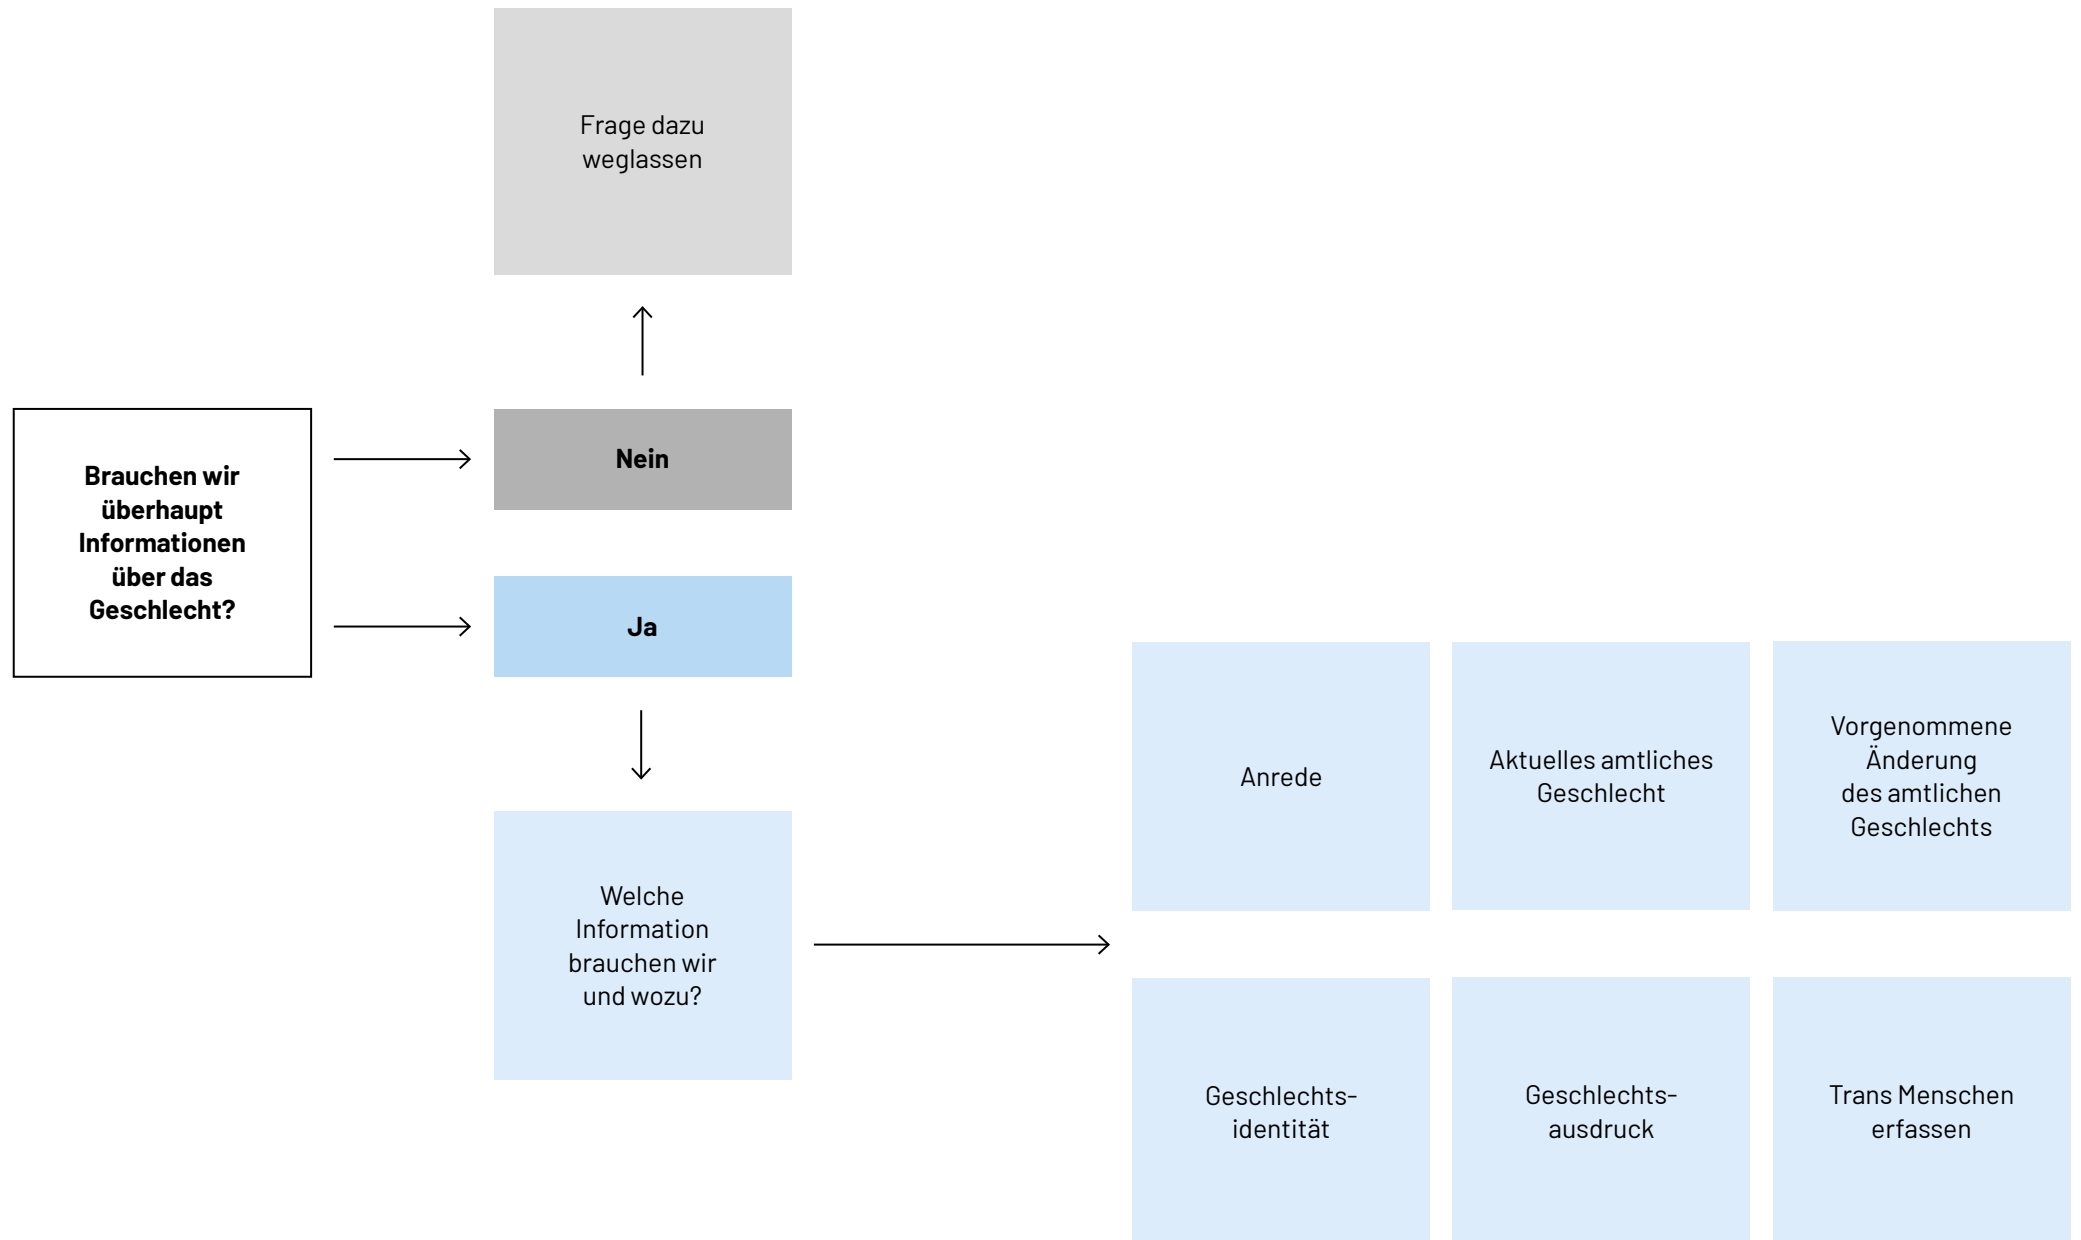 Frage dazu
weglassen
Nein
Brauchen wir
überhaupt
Informationen
über das
Geschlecht?
Ja
Welche
Information
brauchen wir
und wozu?
Anrede
Aktuelles amtliches
Geschlecht
Vorgenommene
Änderung
des amtlichen
Geschlechts
Geschlechts-
identität
Geschlechts-
ausdruck
Trans Menschen
erfassen